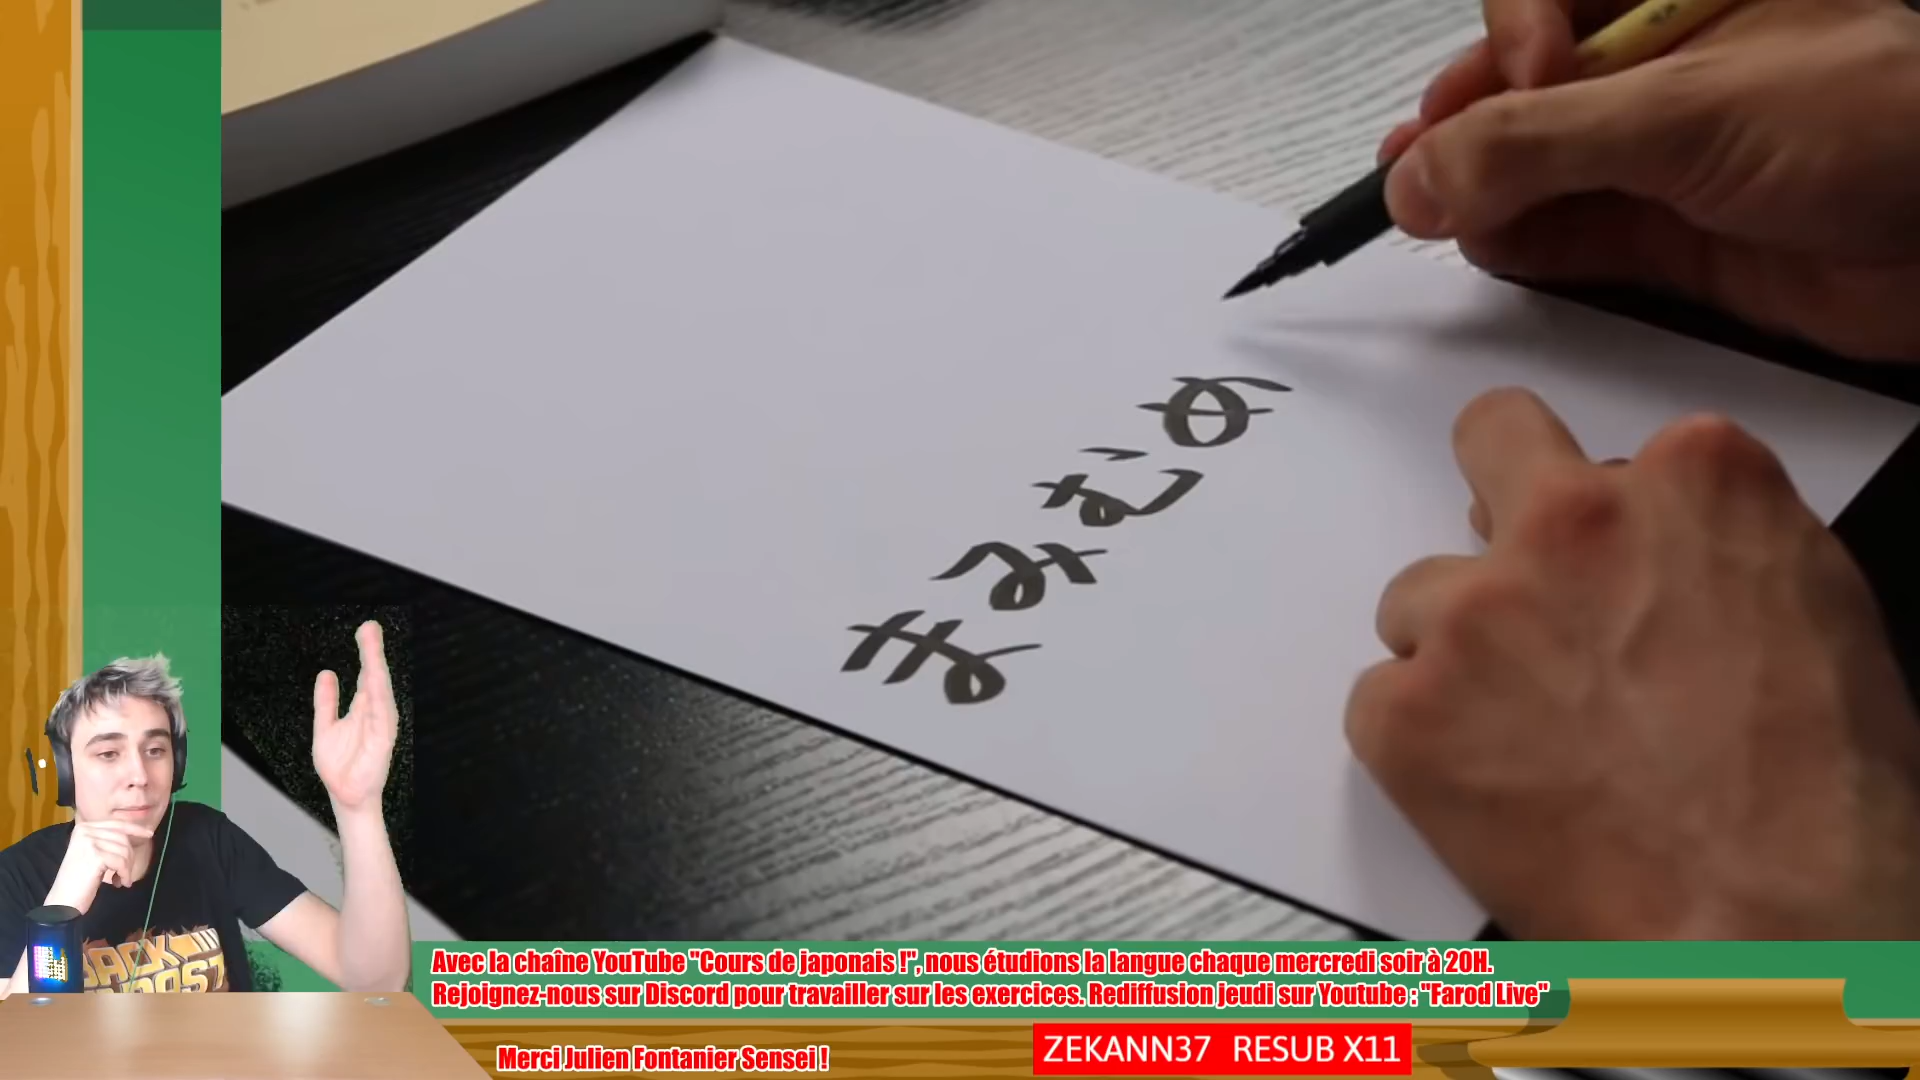 まみむめ
Avec la chaîne YouTube "Cours de japonais !", nous étudions la langue chaque mercredi soir à 20H.
Rejoignez-nous sur Discord pour travailler sur les exercices. Rediffusion jeudi sur Youtube : "Farod Live"
Merci Julien Fontanier Sensei !
ZEKANN37 RESUB X11